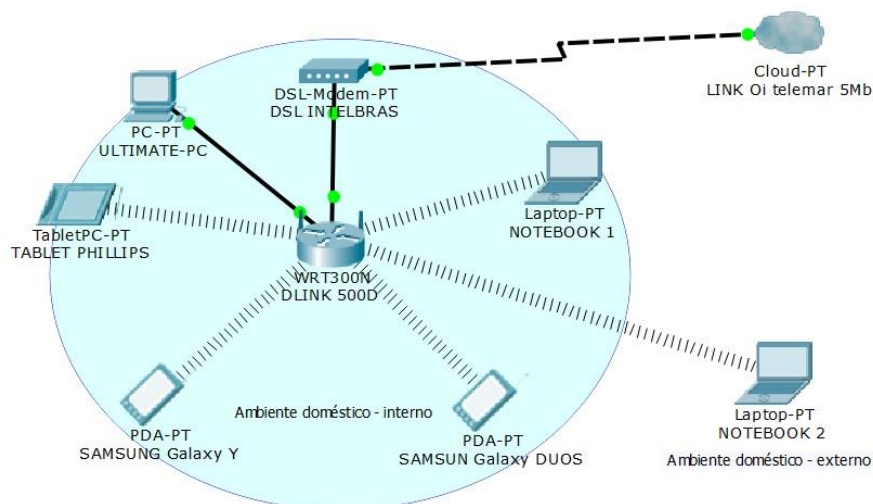 Cloud-PT
LINK Oi telemar 5Mb
DSL-Modem-PT
DSL INTELBRAS
PC-PT
ULTIMATE-PC
Laptop-PT
NOTEBOOK 1
TabletPC-PT
TABLET PHILLIPS
WRT300N
DLINK 500D
PDA-PT
SAMSUNG Galaxy Y
Ambiente doméstico - interno
PDA-PT
SAMSUN Galaxy DUOS
Laptop-PT
NOTEBOOK 2
Ambiente doméstico - externo